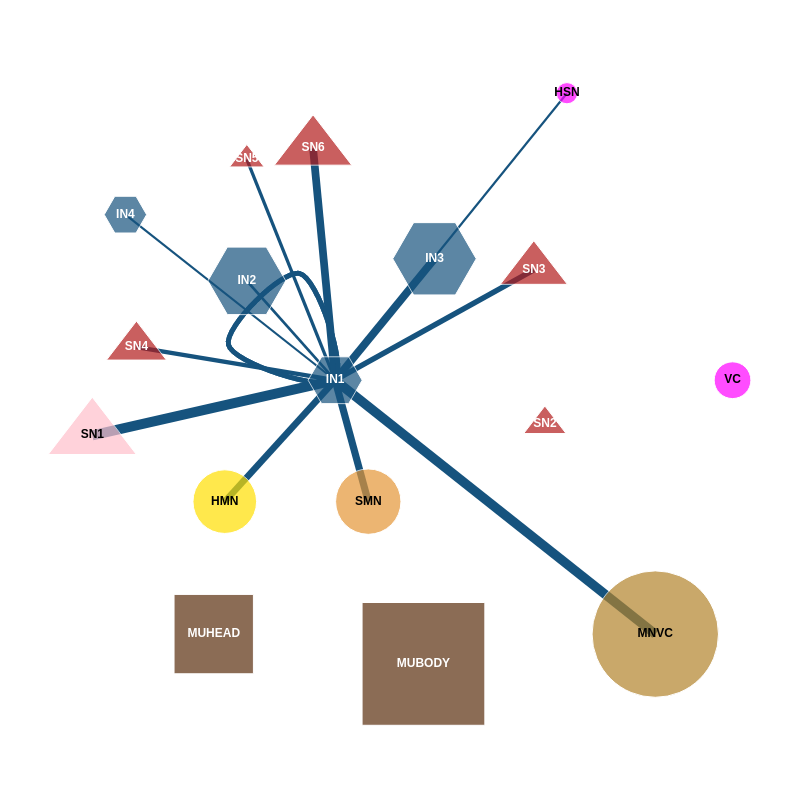 HSN
SN6
SN5
IN4
IN3
SN3
IN2
SN4
IN1
VC
SN2
SN1
HMN
SMN
MUHEAD
MNVC
MUBODY